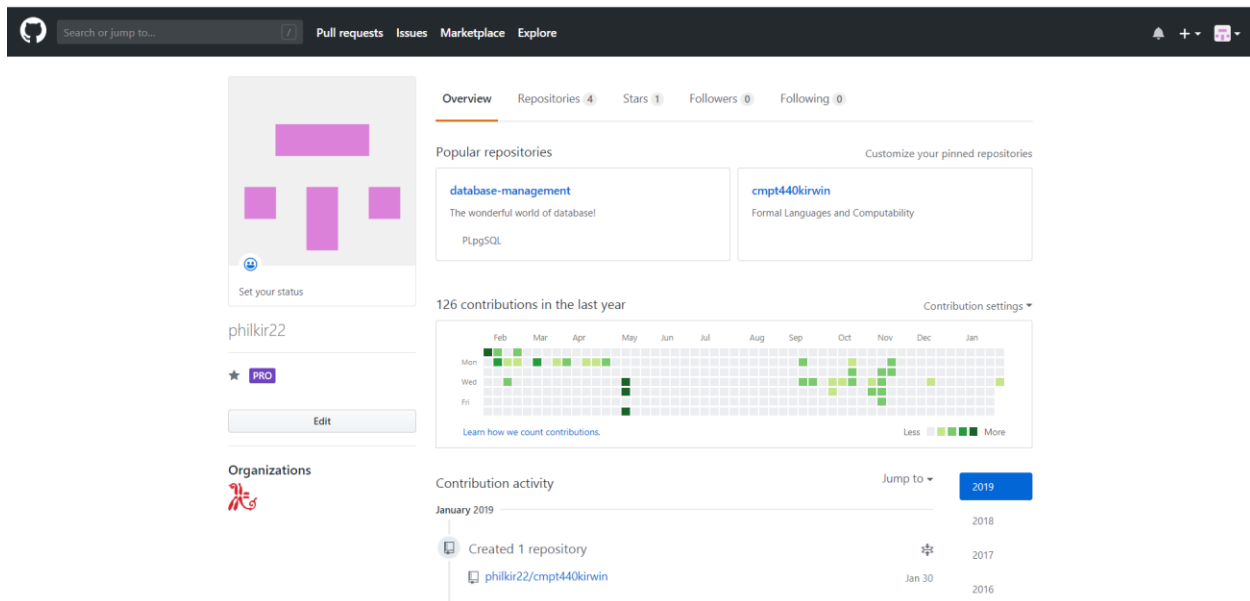 Search or jump to... / Pull requests Issues Marketplace Explore
Overview Repositories 4 Stars 1 Followers 0 Following 0
Popular repositories Customize your pinned repositories
database-management
The wonderful world of database!
PLpgSQL
cmpt440kirwin
Formal Languages and Computability
Set your status
philkir22
PRO
Edit
Organizations
126 contributions in the last year Contribution settings
Feb Mar Apr May Jun Jul Aug Sep Oct Nov Dec Jan
Mon
Wed
Fri
Learn how we count contributions. Less More
Contribution activity Jump to
2019
2018
2017
2016
January 2019
Created 1 repository
philkir22/cmpt440kirwin Jan 30